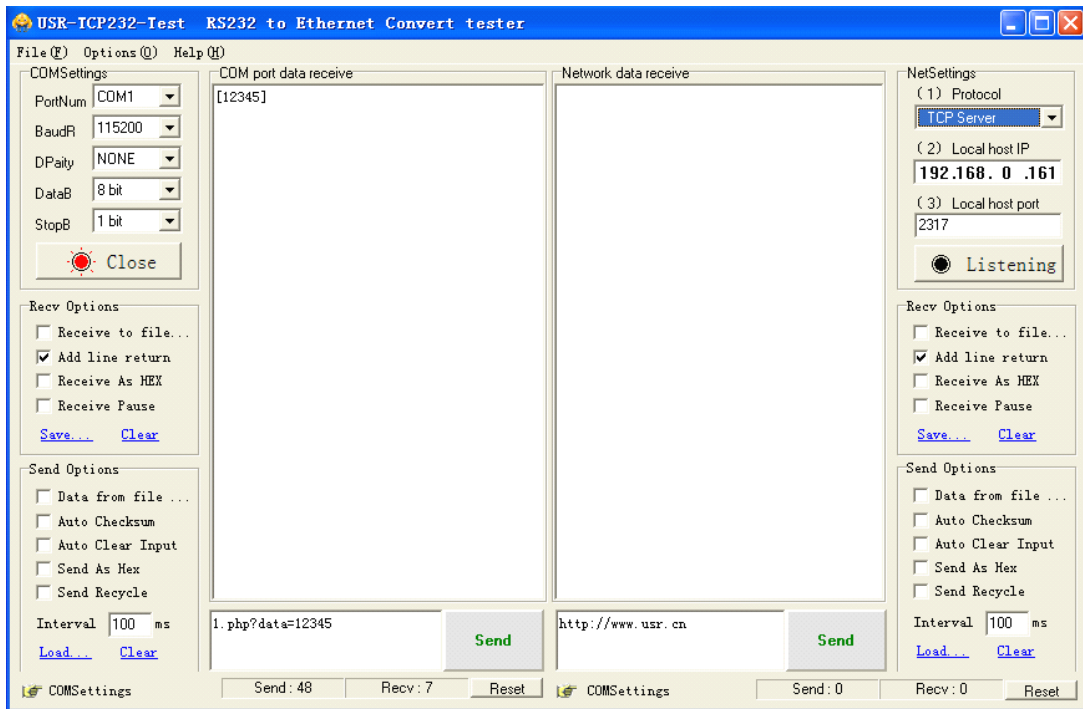 USR-TCP232-Test RS232 to Ethernet Convert tester
File(F) Options(O) Help(H)
COMSettings
PortNum COM1
BaudR 115200
DPaity NONE
DataB 8 bit
StopB 1 bit
Close
Recv Options
Receive to file...
Add line return
Receive As HEX
Receive Pause
Save... Clear
Send Options
Data from file ...
Auto Checksum
Auto Clear Input
Send As Hex
Send Recycle
Interval 100 ms
Load... Clear
COM port data receive
[12345]
1.php?data=12345
Send
Network data receive
http://www.usr.cn
Send
NetSettings
(1) Protocol
TCP Server
(2) Local host IP
192.168. 0 .161
(3) Local host port
2317
Listening
Recv Options
Receive to file...
Add line return
Receive As HEX
Receive Pause
Save... Clear
Send Options
Data from file ...
Auto Checksum
Auto Clear Input
Send As Hex
Send Recycle
Interval 100 ms
Load... Clear
COMSettings Send : 48 Recv : 7 Reset COMSettings Send : 0 Recv : 0 Reset